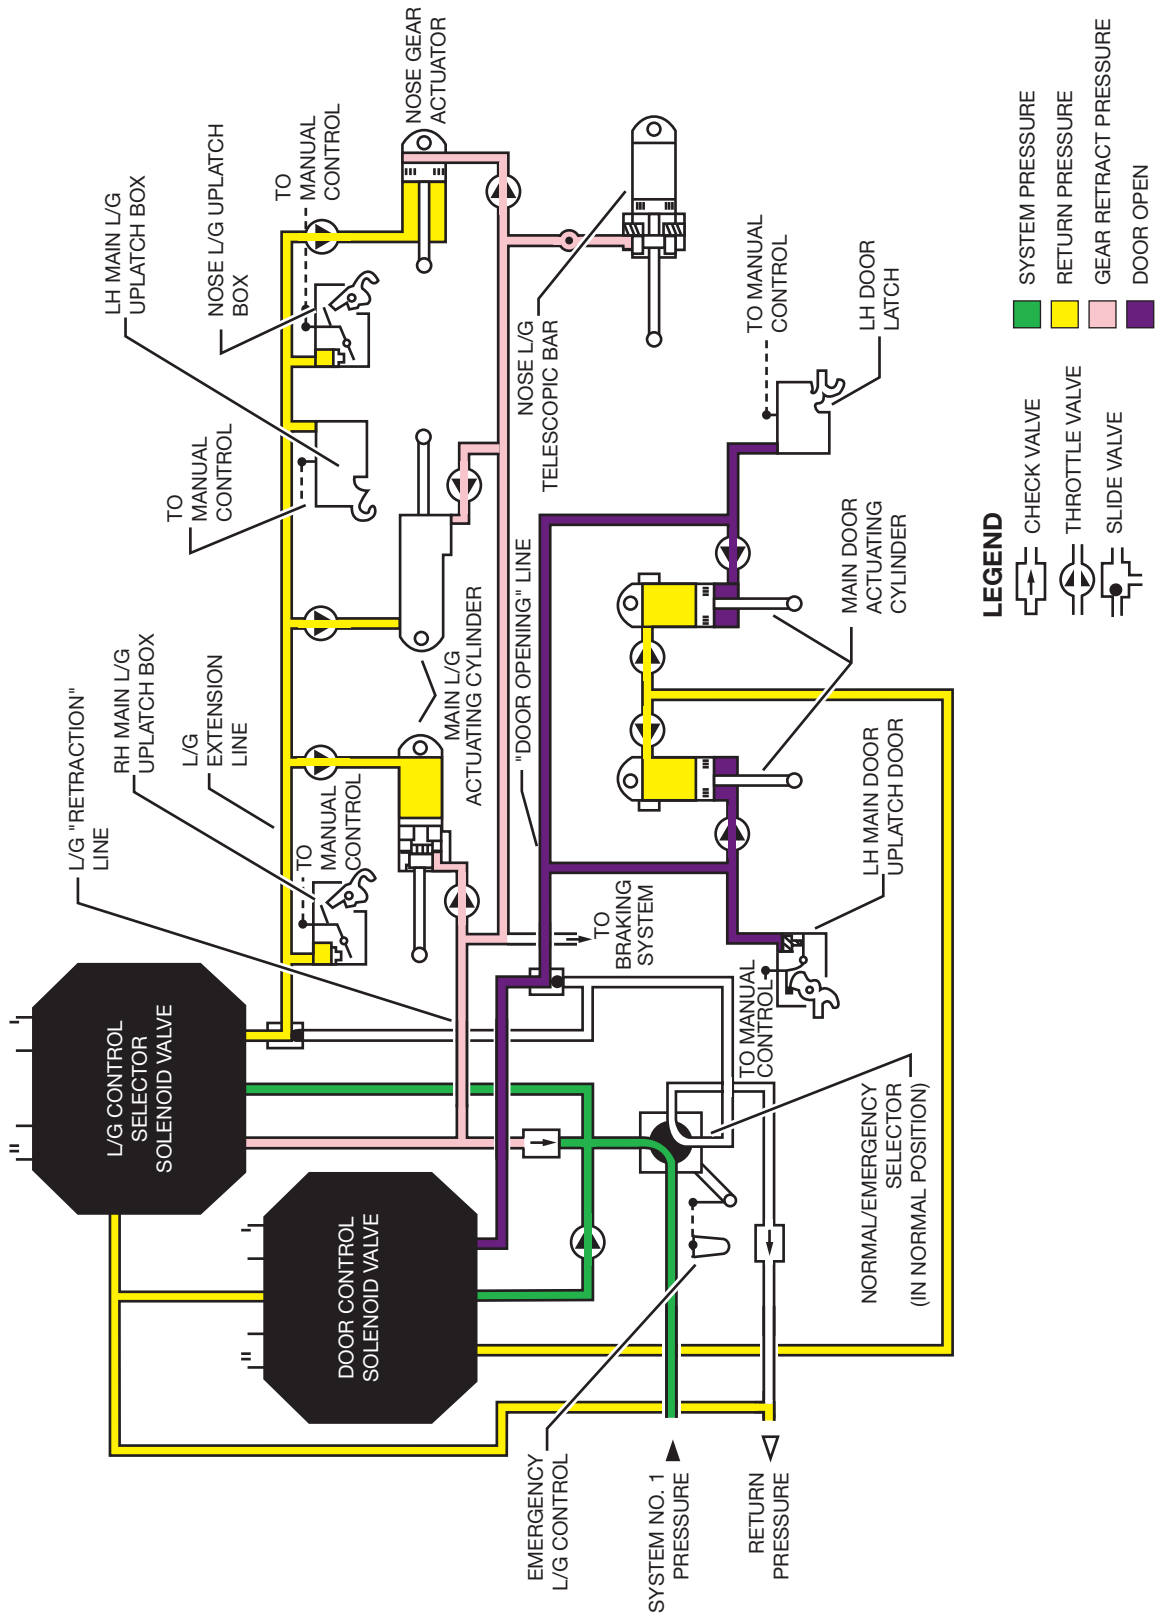 L/G "RETRACTION"
LINE
RH MAIN L/G
UPLATCH BOX
L/G
EXTENSION
LINE
TO
MANUAL
CONTROL
TO
MANUAL
CONTROL
LH MAIN L/G
UPLATCH BOX
NOSE L/G UPLATCH
BOX
TO
MANUAL
CONTROL
NOSE GEAR
ACTUATOR
L/G CONTROL
SELECTOR
SOLENOID VALVE
DOOR CONTROL
SOLENOID VALVE
MAIN L/G
ACTUATING CYLINDER
"DOOR OPENING" LINE
NOSE L/G
TELESCOPIC BAR
TO
BRAKING
SYSTEM
TO MANUAL
CONTROL
LH DOOR
LATCH
MAIN DOOR
ACTUATING
CYLINDER
LH MAIN DOOR
UPLATCH DOOR
TO MANUAL
CONTROL
NORMAL/EMERGENCY
SELECTOR
(IN NORMAL POSITION)
EMERGENCY
L/G CONTROL
SYSTEM NO. 1
PRESSURE
RETURN
PRESSURE
LEGEND
CHECK VALVE
THROTTLE VALVE
SLIDE VALVE
SYSTEM PRESSURE
RETURN PRESSURE
GEAR RETRACT PRESSURE
DOOR OPEN